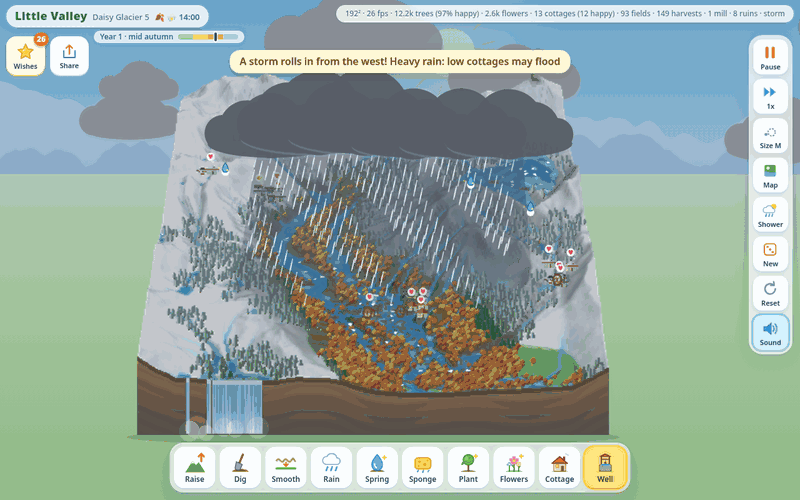 Little Valley Daisy Glacier 5 14:00
192² · 26 fps · 12.2k trees (97% happy) · 2.6k flowers · 13 cottages (12 happy) · 93 fields · 149 harvests · 1 mill · 8 ruins · storm
Year 1 · mid autumn
26
Wishes
Share
A storm rolls in from the west! Heavy rain: low cottages may flood
Pause
1x
Size M
Map
Shower
New
Reset
Sound
Raise
Dig
Smooth
Rain
Spring
Sponge
Plant
Flowers
Cottage
Well